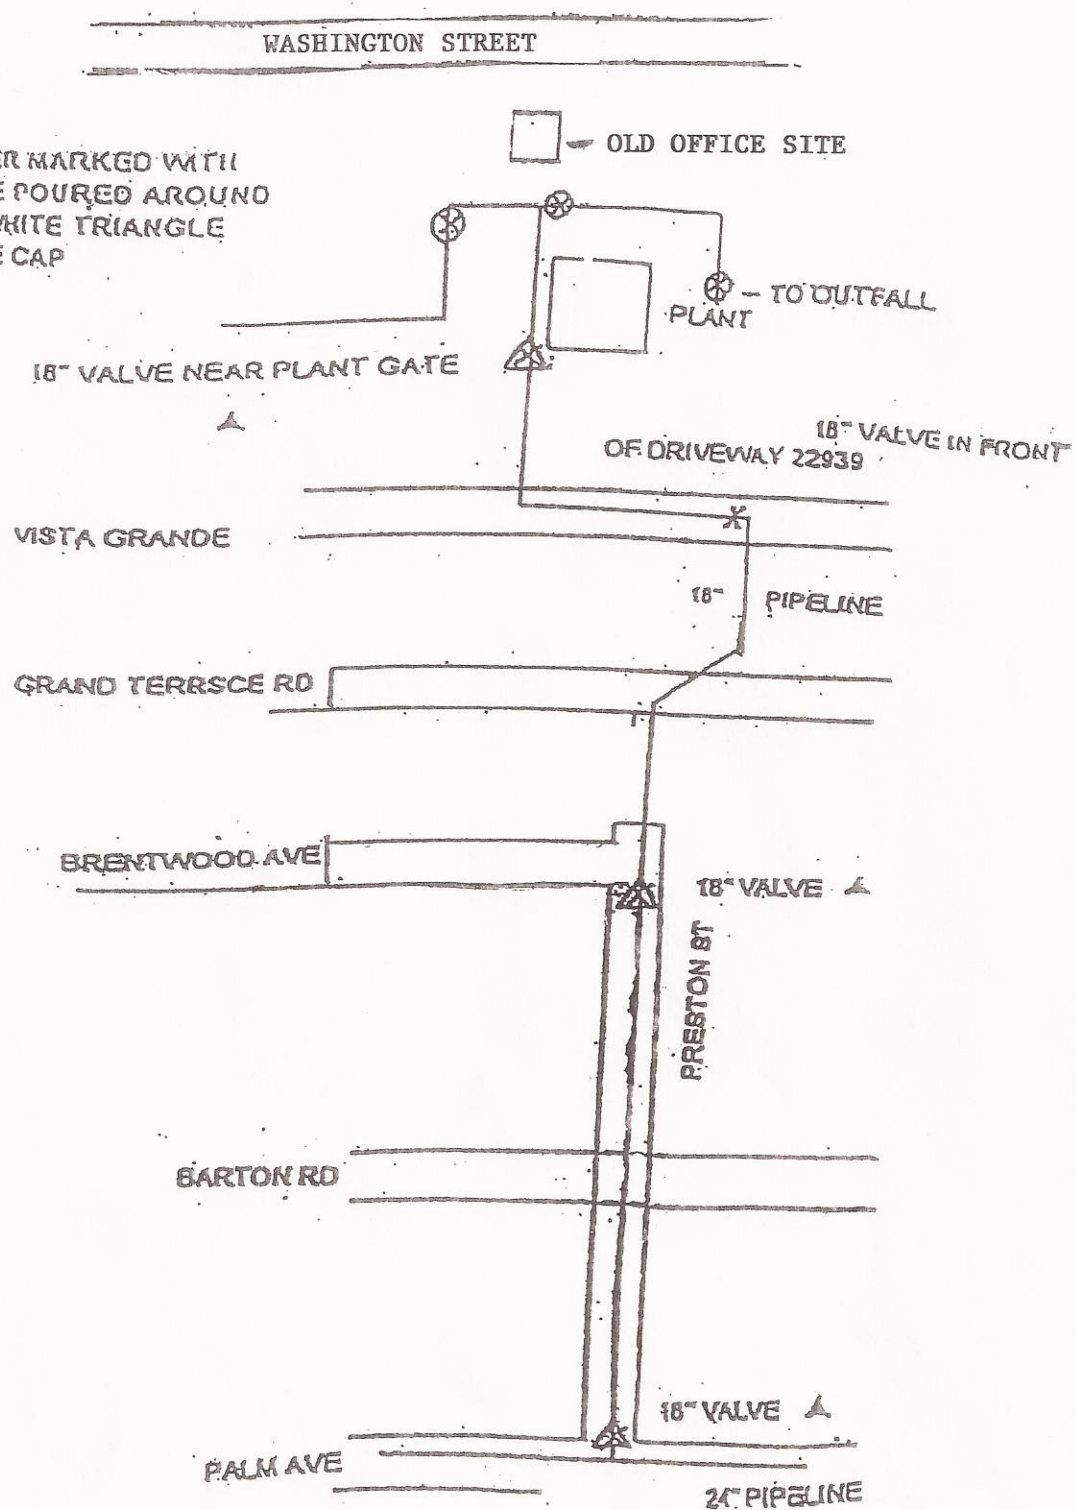 WASHINGTON STREET
OLD OFFICE SITE
ER MARKED WITH
E POURED AROUND
WHITE TRIANGLE
E CAP
TO OUTFALL
PLANT
18" VALVE NEAR PLANT GATE
18" VALVE IN FRONT
OF DRIVEWAY 22939
VISTA GRANDE
18" PIPELINE
GRAND TERRSCE RD
BRENTWOOD AVE
18" VALVE
PRESTON ST
BARTON RD
18" VALVE
PALM AVE
24" PIPELINE